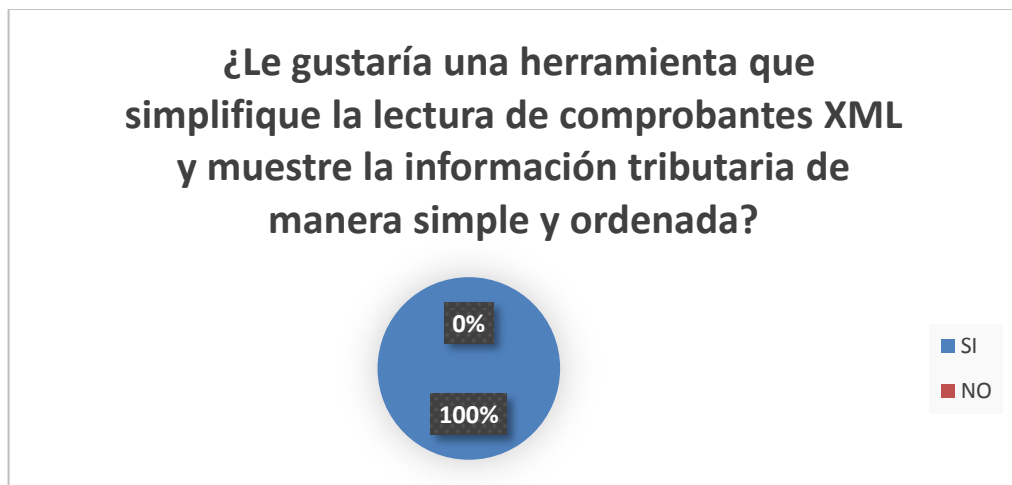 ¿Le gustaría una herramienta que
simplifique la lectura de comprobantes XML
y muestre la información tributaria de
manera simple y ordenada?
0%
100%
SI
NO